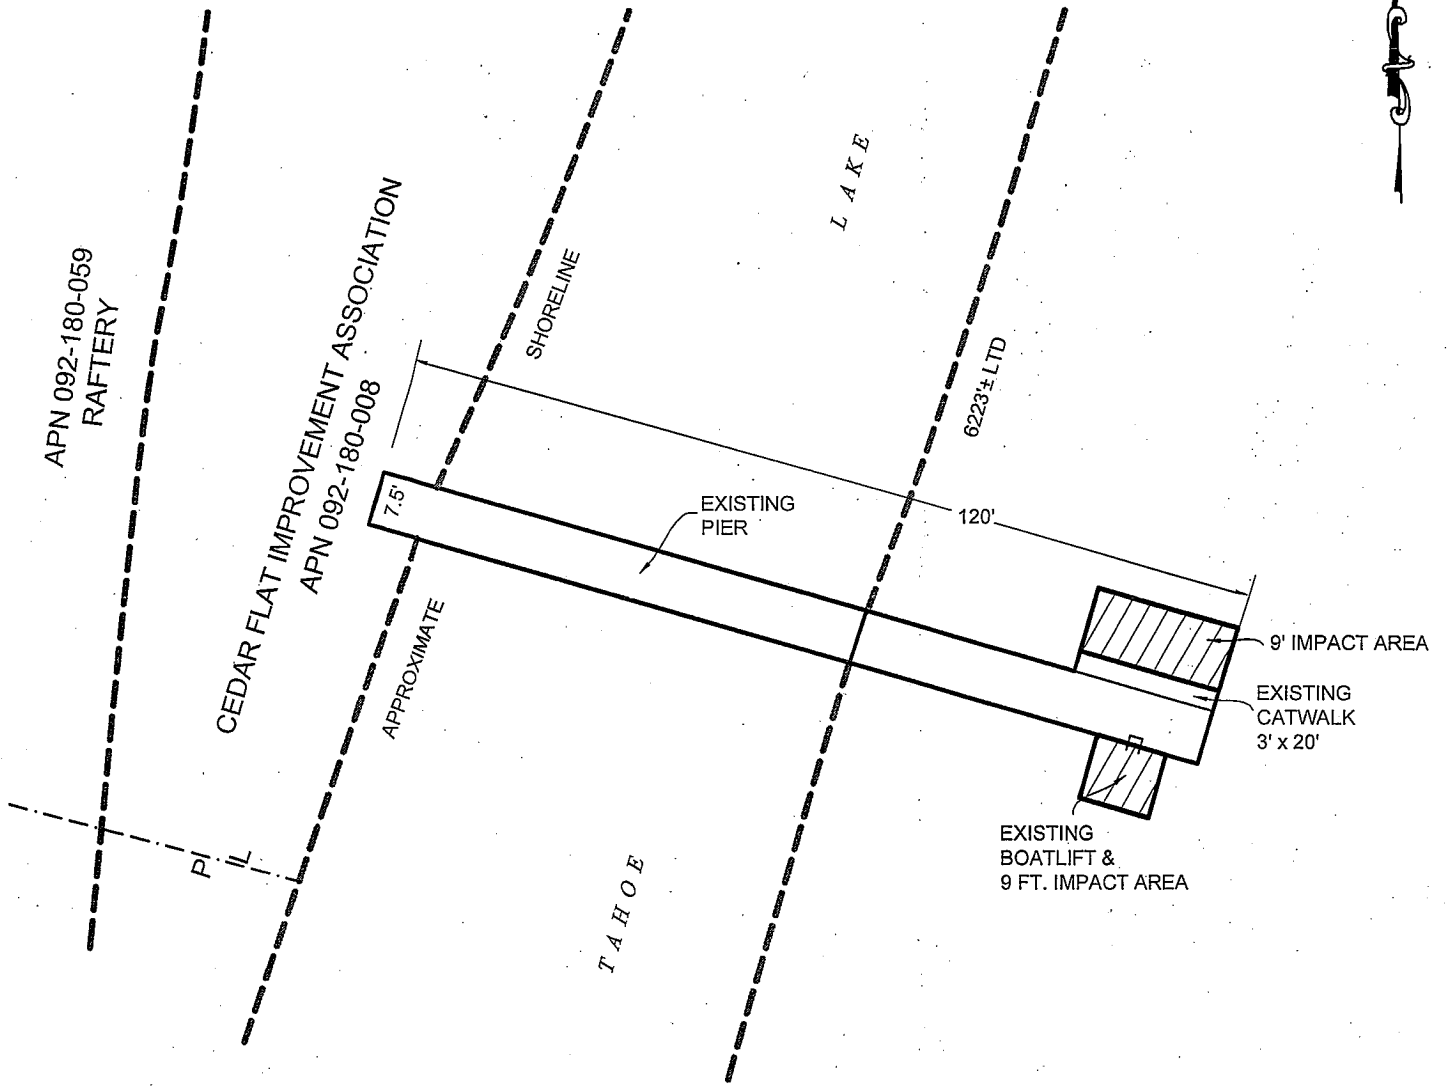 APN 092-180-059
RAFTERY
CEDAR FLAT IMPROVEMENT ASSOCIATION
APN 092-180-008
SHORELINE
LAKE
6223'± LTD
7.5'
EXISTING
PIER
120'
9' IMPACT AREA
EXISTING
CATWALK
3' x 20'
APPROXIMATE
EXISTING
BOATLIFT &
9 FT. IMPACT AREA
P L
TAHOE